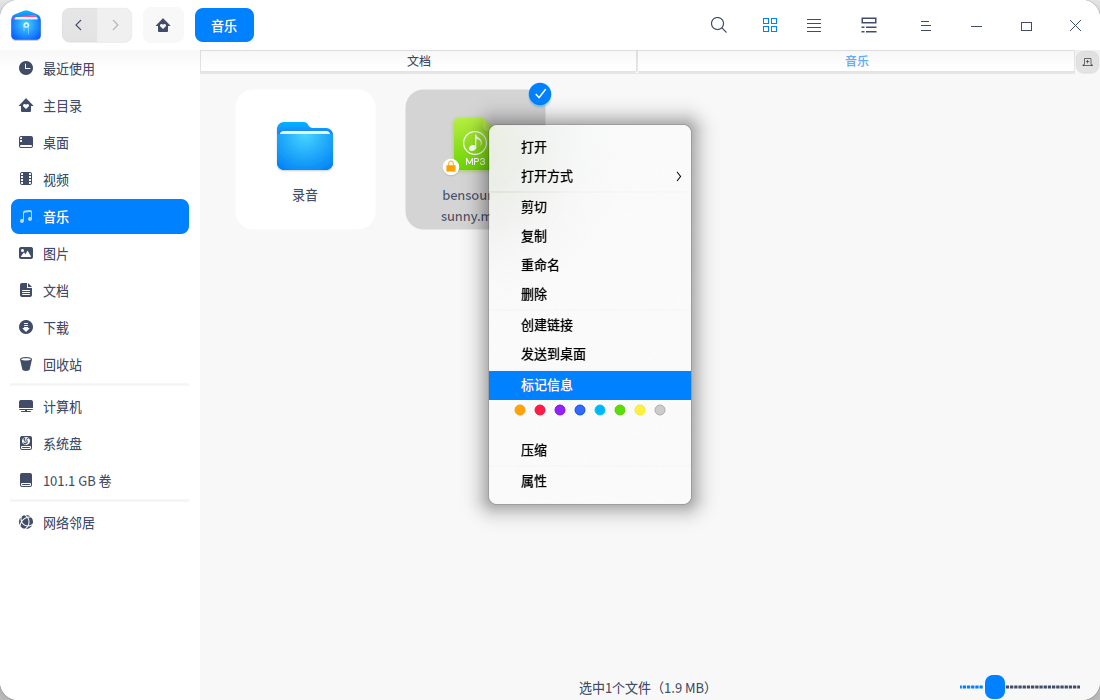 音乐
文档
音乐
最近使用
主目录
桌面
视频
音乐
图片
文档
下载
回收站
计算机
系统盘
101.1 GB 卷
网络邻居
录音
MP3
bensou
sunny.m
打开
打开方式
剪切
复制
重命名
删除
创建链接
发送到桌面
标记信息
压缩
属性
选中1个文件（1.9 MB）